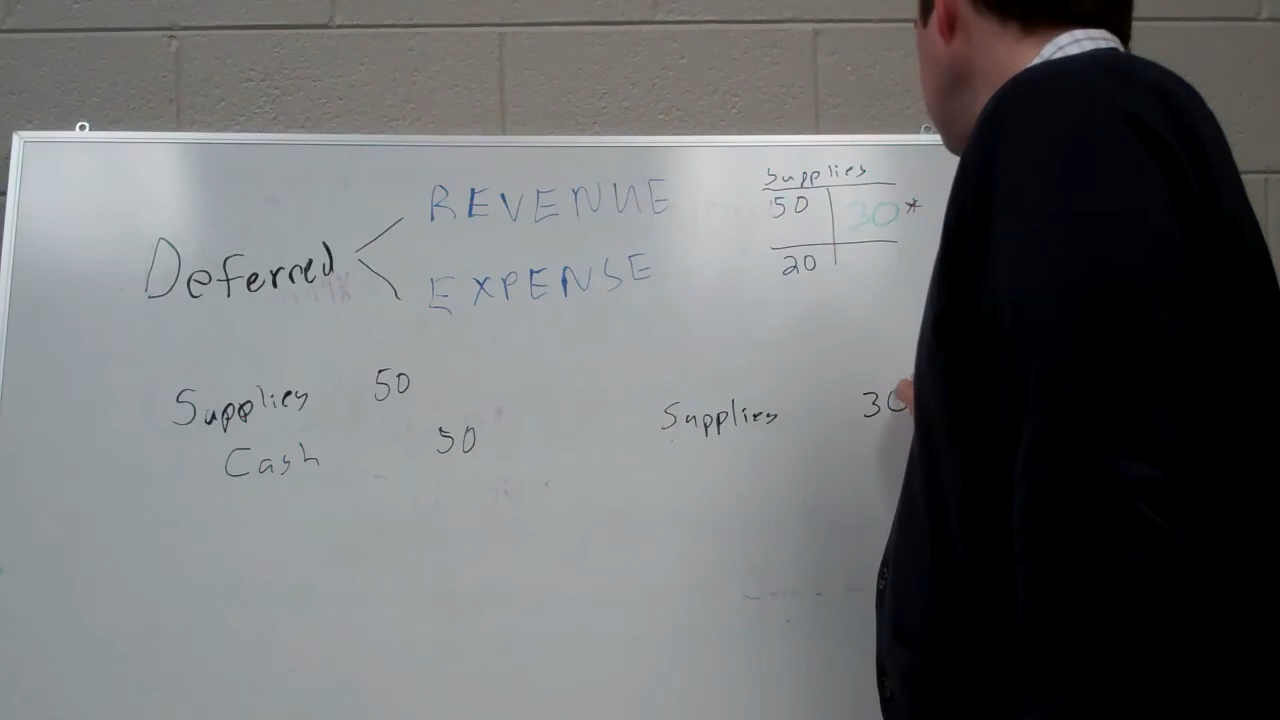 Deferred
REVENUE
EXPENSE
Supplies
50 30*
20
Supplies 50
Cash 50
Supplies 30